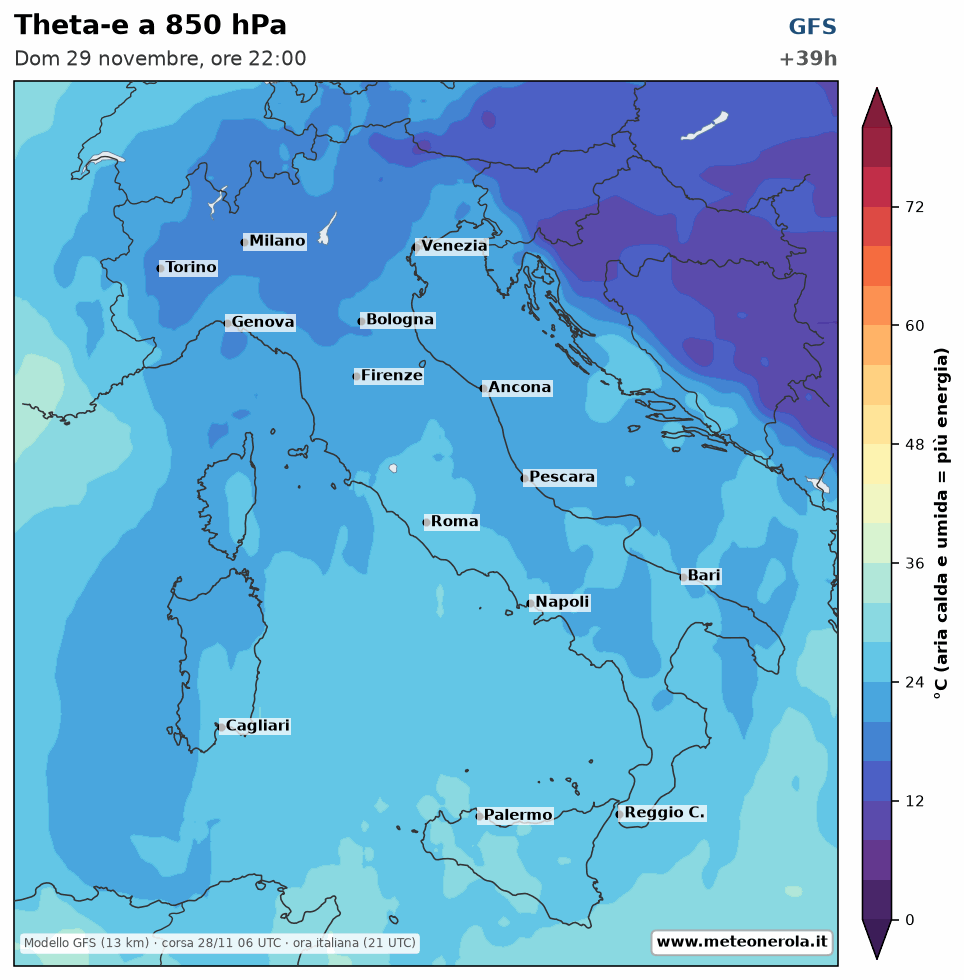 Theta-e a 850 hPa
GFS
Dom 29 novembre, ore 22:00
+39h
Milano
Venezia
Torino
Genova
Bologna
Firenze
Ancona
Pescara
Roma
Bari
Napoli
Cagliari
Palermo
Reggio C.
72
60
48
36
24
12
0
°C (aria calda e umida = più energia)
Modello GFS (13 km) · corsa 28/11 06 UTC · ora italiana (21 UTC)
www.meteonerola.it